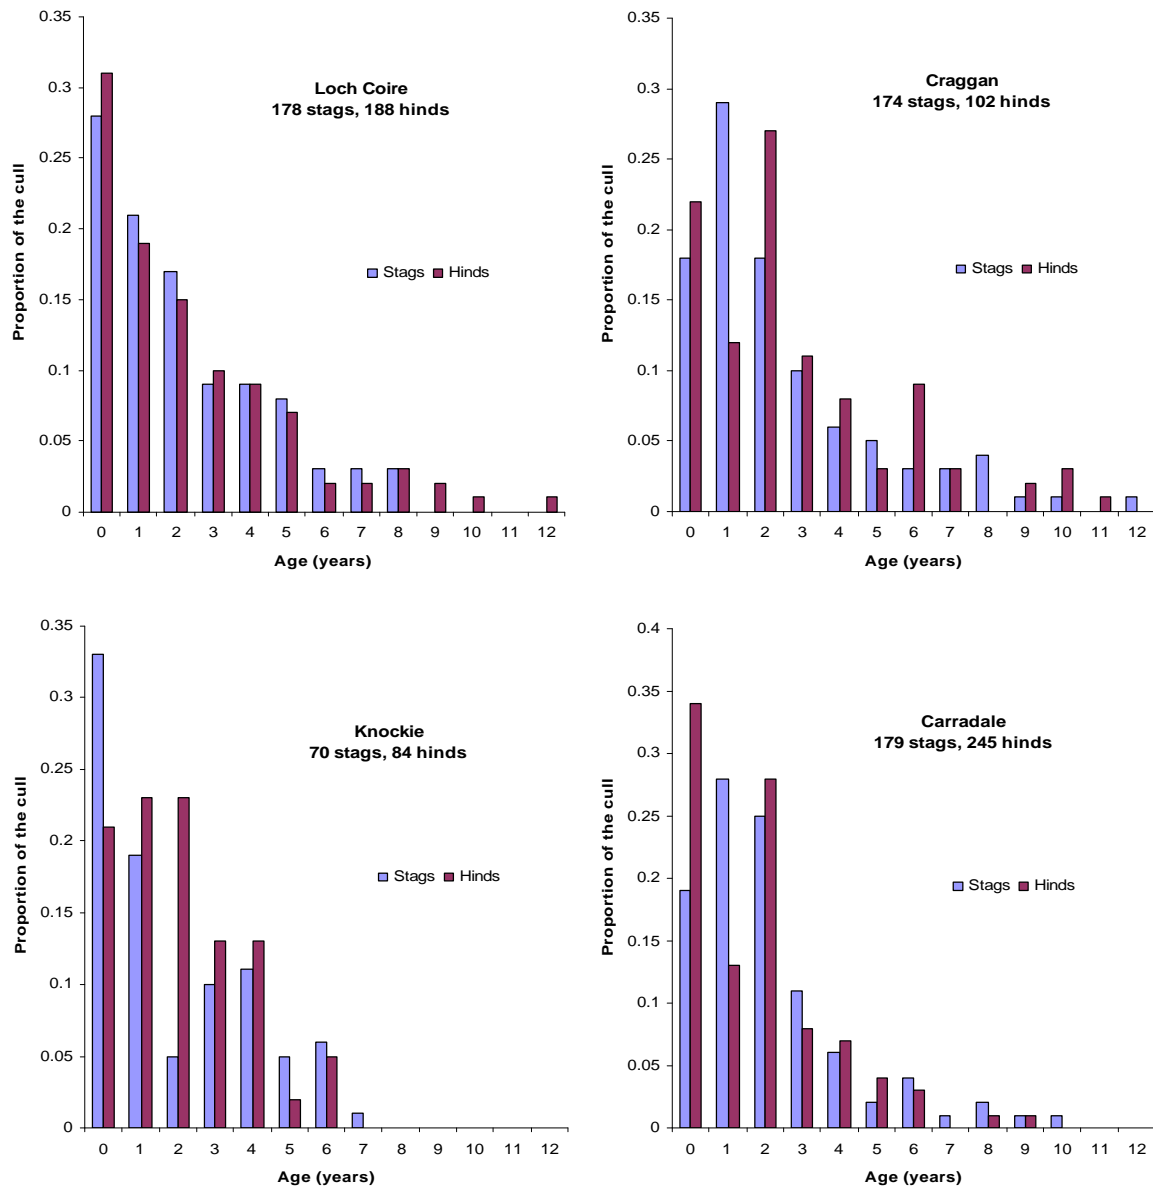 0.35
0.3
0.25
0.2
0.15
0.1
0.05
0
Proportion of the cull
Loch Coire
178 stags, 188 hinds
Stags Hinds
0 1 2 3 4 5 6 7 8 9 10 11 12
Age (years)
0.35
0.3
0.25
0.2
0.15
0.1
0.05
0
Proportion of the cull
Craggan
174 stags, 102 hinds
Stags Hinds
0 1 2 3 4 5 6 7 8 9 10 11 12
Age (years)
0.35
0.3
0.25
0.2
0.15
0.1
0.05
0
Proportion of the cull
Knockie
70 stags, 84 hinds
Stags Hinds
0 1 2 3 4 5 6 7 8 9 10 11 12
Age (years)
0.4
0.35
0.3
0.25
0.2
0.15
0.1
0.05
0
Proportion of the cull
Carradale
179 stags, 245 hinds
Stags Hinds
0 1 2 3 4 5 6 7 8 9 10 11 12
Age (years)